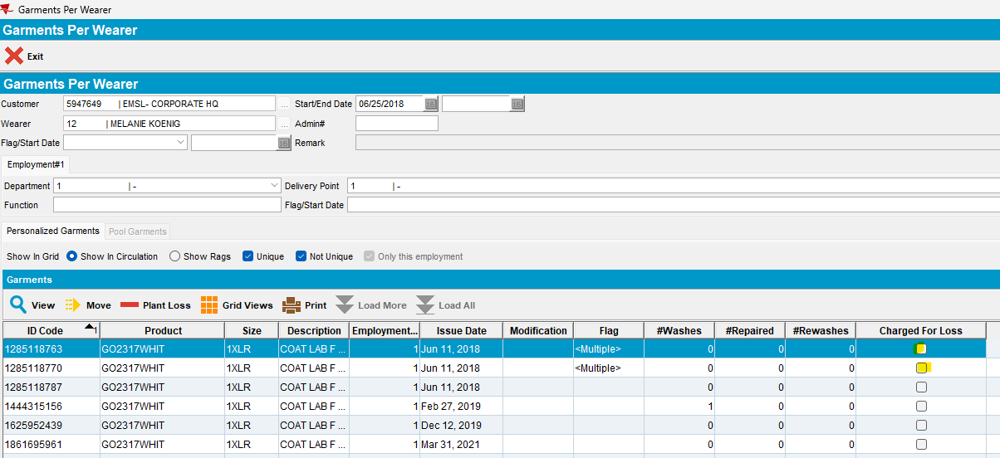 Garments Per Wearer
Garments Per Wearer
Exit
Garments Per Wearer
Customer 5947649 | EMSL- CORPORATE HQ ... Start/End Date 06/25/2018 16 16
Wearer 12 | MELANIE KOENIG ... Admin#
Flag/Start Date 16 Remark
Employment#1
Department 1 | - Delivery Point 1 | -
Function Flag/Start Date
Personalized Garments Pool Garments
Show In Grid Show In Circulation Show Rags Unique Not Unique Only this employment
Garments
View Move Plant Loss Grid Views Print Load More Load All
ID Code 1 Product Size Description Employment... Issue Date Modification Flag #Washes #Repaired #Rewashes Charged For Loss
1285118763 GO2317WHIT 1XLR COAT LAB F ... 1 Jun 11, 2018 <Multiple> 0 0 0
1285118770 GO2317WHIT 1XLR COAT LAB F ... 1 Jun 11, 2018 <Multiple> 0 0 0
1285118787 GO2317WHIT 1XLR COAT LAB F ... 1 Jun 11, 2018 0 0 0
1444315156 GO2317WHIT 1XLR COAT LAB F ... 1 Feb 27, 2019 1 0 0
1625952439 GO2317WHIT 1XLR COAT LAB F ... 1 Dec 12, 2019 0 0 0
1861695961 GO2317WHIT 1XLR COAT LAB F ... 1 Mar 31, 2021 0 0 0